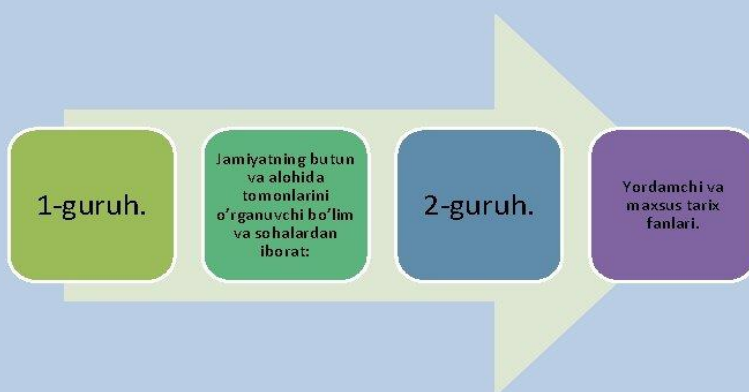 1-guruh.
Jamiyatning butun
va alohida
tomonlarini
o’rganuvchi bo’lim
va sohalardan
iborat:
2-guruh.
Yordamchi va
maxsus tarix
fanlari.